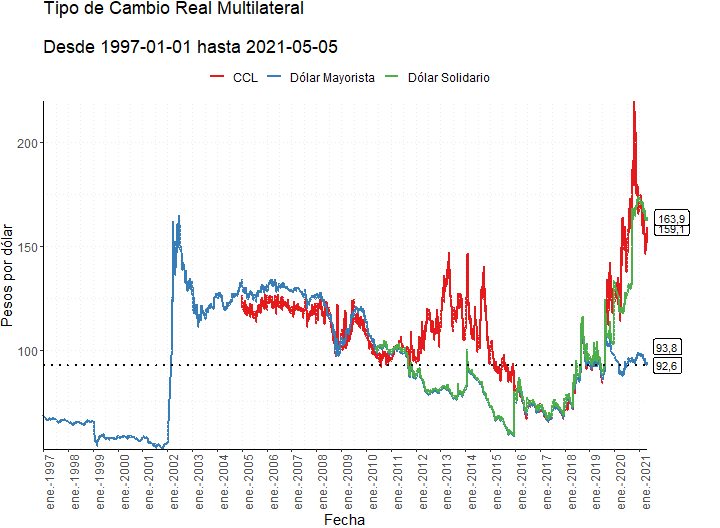 Tipo de Cambio Real Multilateral
Desde 1997-01-01 hasta 2021-05-05
CCL Dólar Mayorista Dólar Solidario
Pesos por dólar
200
150
100
163,9
159,1
93,8
92,6
ene.-1997
ene.-1998
ene.-1999
ene.-2000
ene.-2001
ene.-2002
ene.-2003
ene.-2004
ene.-2005
ene.-2006
ene.-2007
ene.-2008
ene.-2009
ene.-2010
ene.-2011
ene.-2012
ene.-2013
ene.-2014
ene.-2015
ene.-2016
ene.-2017
ene.-2018
ene.-2019
ene.-2020
ene.-2021
Fecha